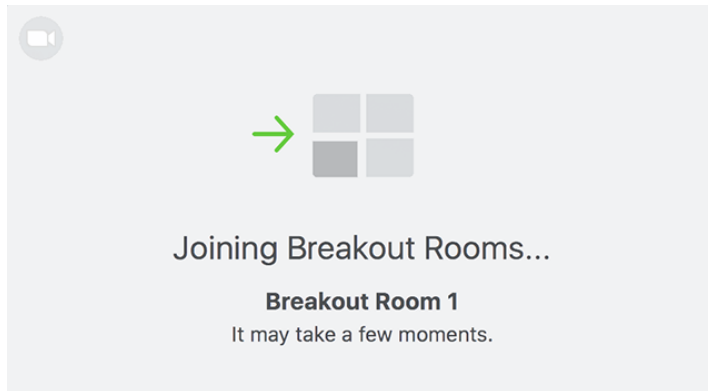 Joining Breakout Rooms...
Breakout Room 1
It may take a few moments.